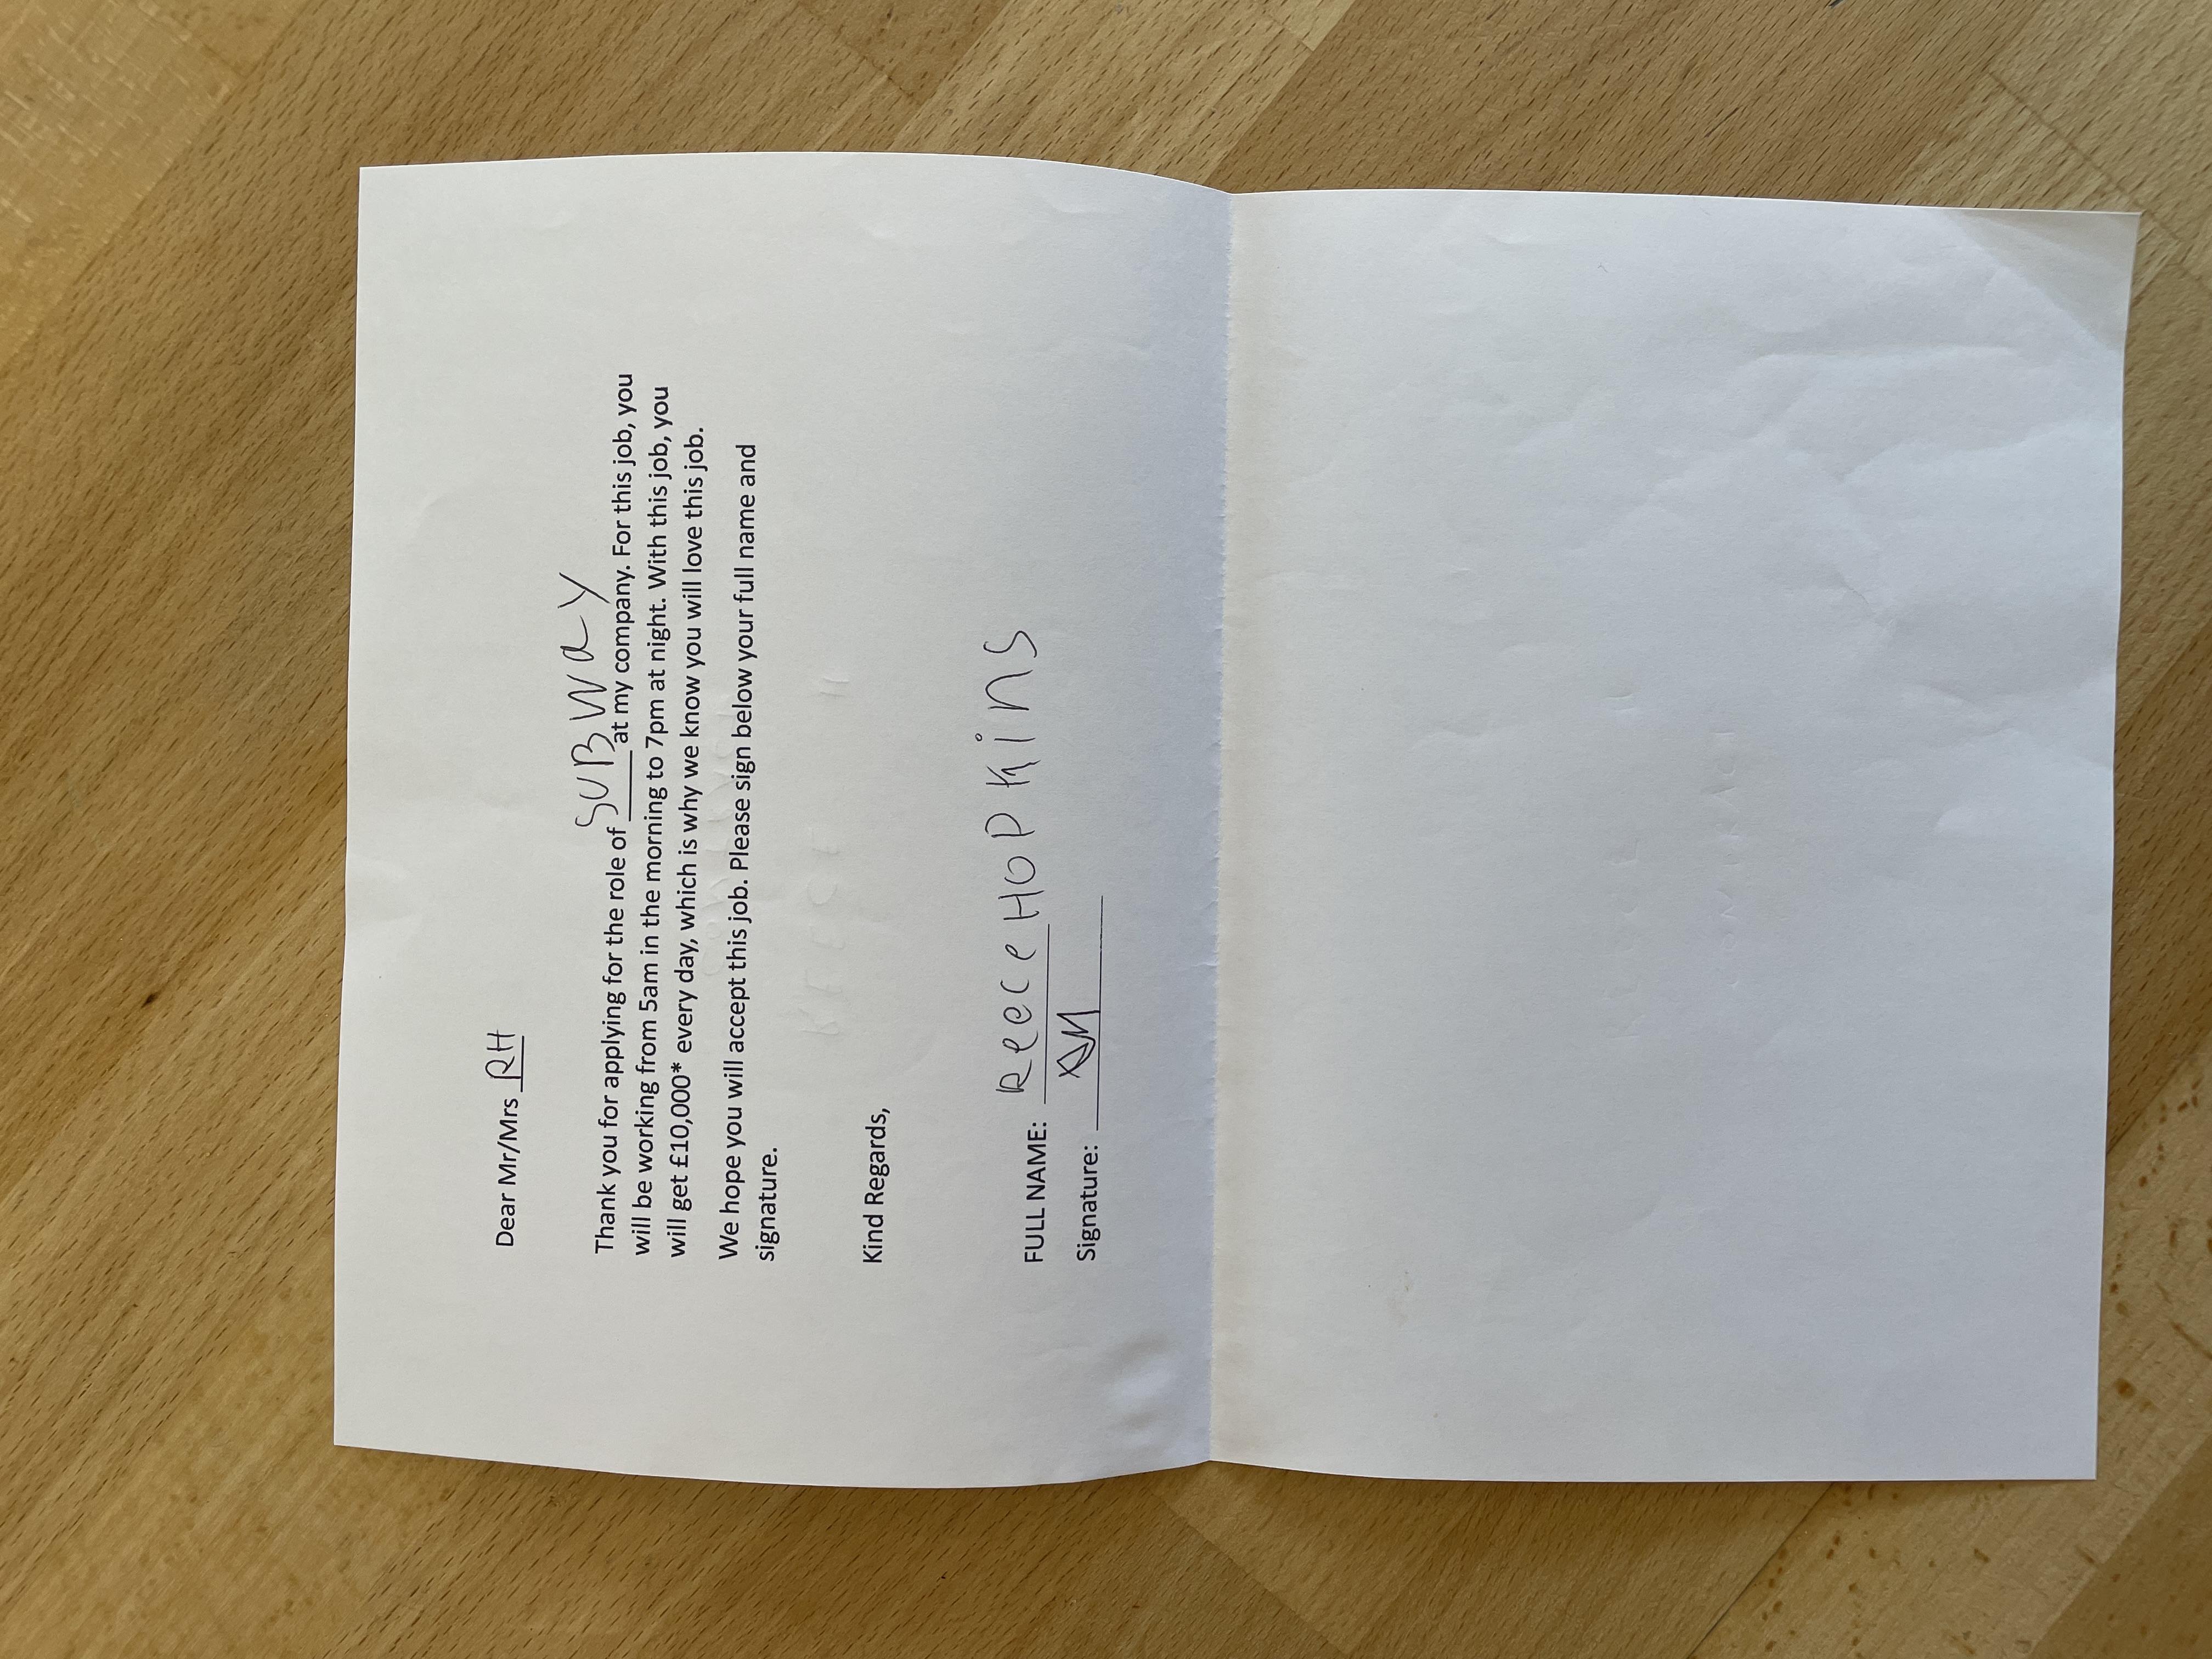 Dear Mr/Mrs RH
Thank you for applying for the role of SUBWay at my company. For this job, you
will be working from 5am in the morning to 7pm at night. With this job, you
will get £10,000* every day, which is why we know you will love this job.
We hope you will accept this job. Please sign below your full name and
signature.
Kind Regards,
FULL NAME: Reece HOPKins
Signature: